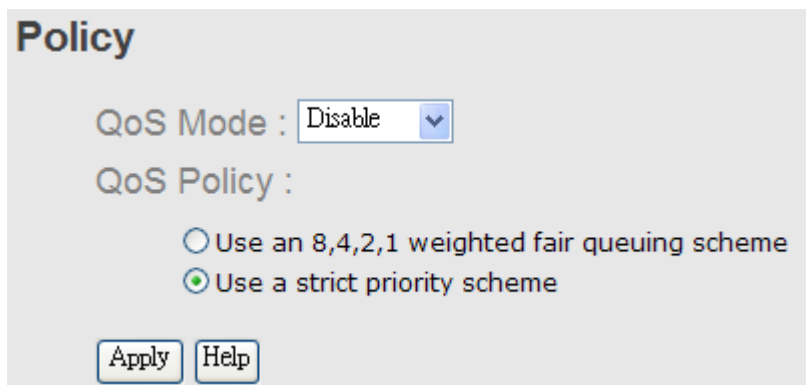 Policy
QoS Mode : Disable
QoS Policy :
Use an 8,4,2,1 weighted fair queuing scheme
Use a strict priority scheme
Apply Help